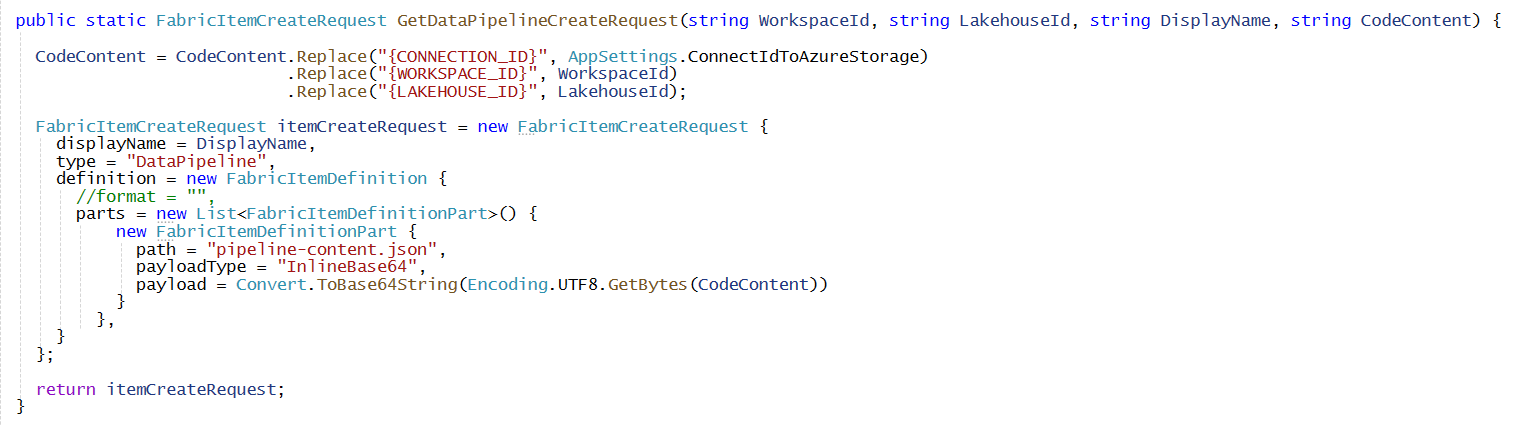 public static FabricItemCreateRequest GetDataPipelineCreateRequest(string WorkspaceId, string LakehouseId, string DisplayName, string CodeContent) {
CodeContent = CodeContent.Replace("{CONNECTION_ID}", AppSettings.ConnectIdToAzureStorage)
.Replace("{WORKSPACE_ID}", WorkspaceId)
.Replace("{LAKEHOUSE_ID}", LakehouseId);
FabricItemCreateRequest itemCreateRequest = new FabricItemCreateRequest {
displayName = DisplayName,
type = "DataPipeline",
definition = new FabricItemDefinition {
//format = "",
parts = new List<FabricItemDefinitionPart>() {
new FabricItemDefinitionPart {
path = "pipeline-content.json",
payloadType = "InlineBase64",
payload = Convert.ToBase64String(Encoding.UTF8.GetBytes(CodeContent))
}
},
}
};
return itemCreateRequest;
}